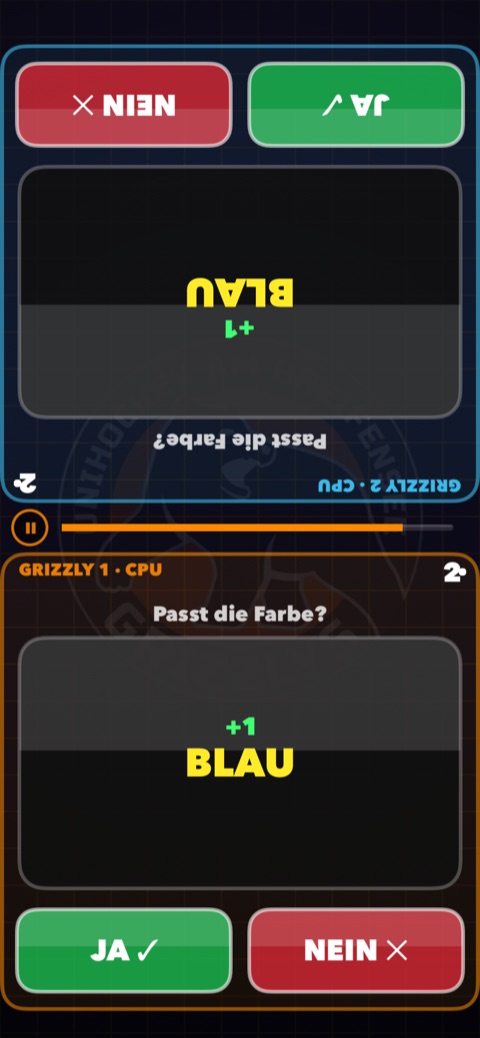 NEIN ✕
JA ✓
BLAU
+1
Passt die Farbe?
2
GRIZZLY 2 · CPU
GRIZZLY 1 · CPU
2
Passt die Farbe?
+1
BLAU
JA ✓
NEIN ✕